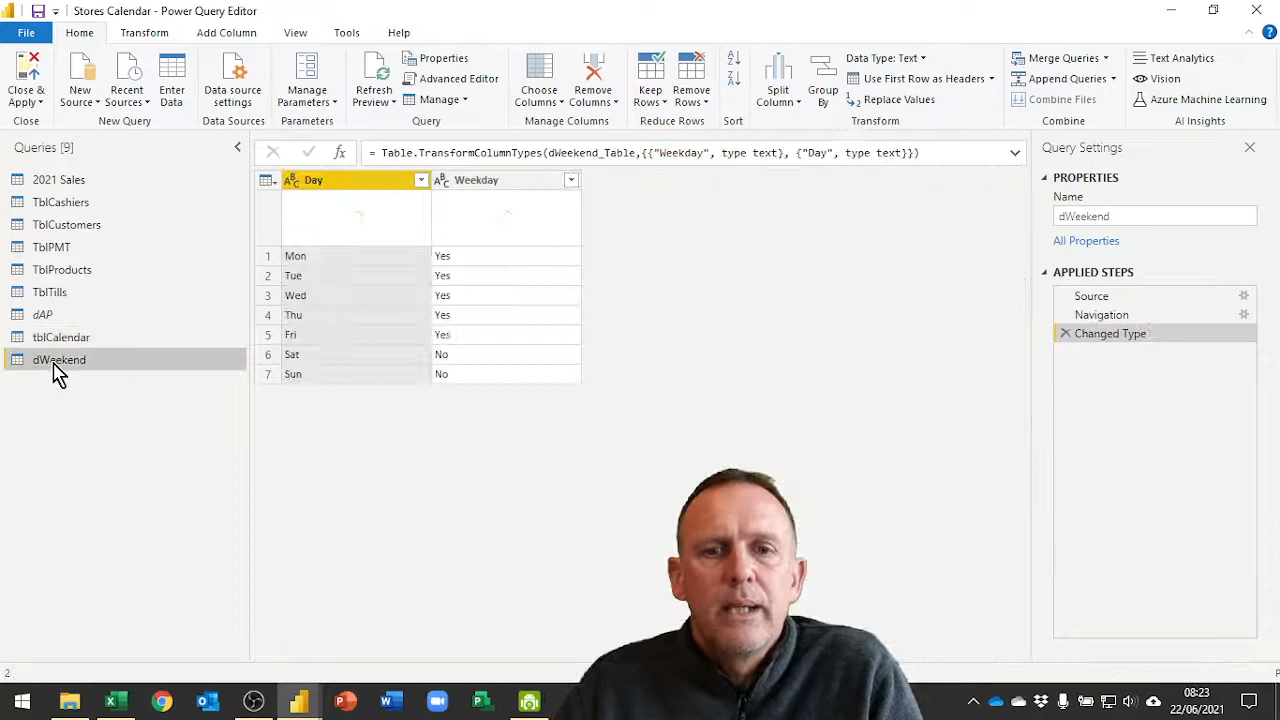 Stores Calendar - Power Query Editor
File
Home
Transform
Add Column
View
Tools
Help
Close & Apply
New Source
Recent Sources
Enter Data
Data source settings
Manage Parameters
Refresh Preview
Properties
Advanced Editor
Manage
Choose Columns
Remove Columns
Keep Rows
Remove Rows
Split Column
Group By
Data Type: Text
Use First Row as Headers
Replace Values
Merge Queries
Append Queries
Combine Files
Text Analytics
Vision
Azure Machine Learning
Close
New Query
Data Sources
Parameters
Query
Manage Columns
Reduce Rows
Sort
Transform
Combine
AI Insights
Queries [9]
2021 Sales
TblCashiers
TblCustomers
TblPMT
TblProducts
TblTills
dAP
tblCalendar
dWeekend
= Table.TransformColumnTypes(dWeekend_Table,{{"Weekday", type text}, {"Day", type text}})
Day Weekday
1 Mon Yes
2 Tue Yes
3 Wed Yes
4 Thu Yes
5 Fri Yes
6 Sat No
7 Sun No
Query Settings
PROPERTIES
Name
dWeekend
All Properties
APPLIED STEPS
Source
Navigation
Changed Type
2
08:23
22/06/2021